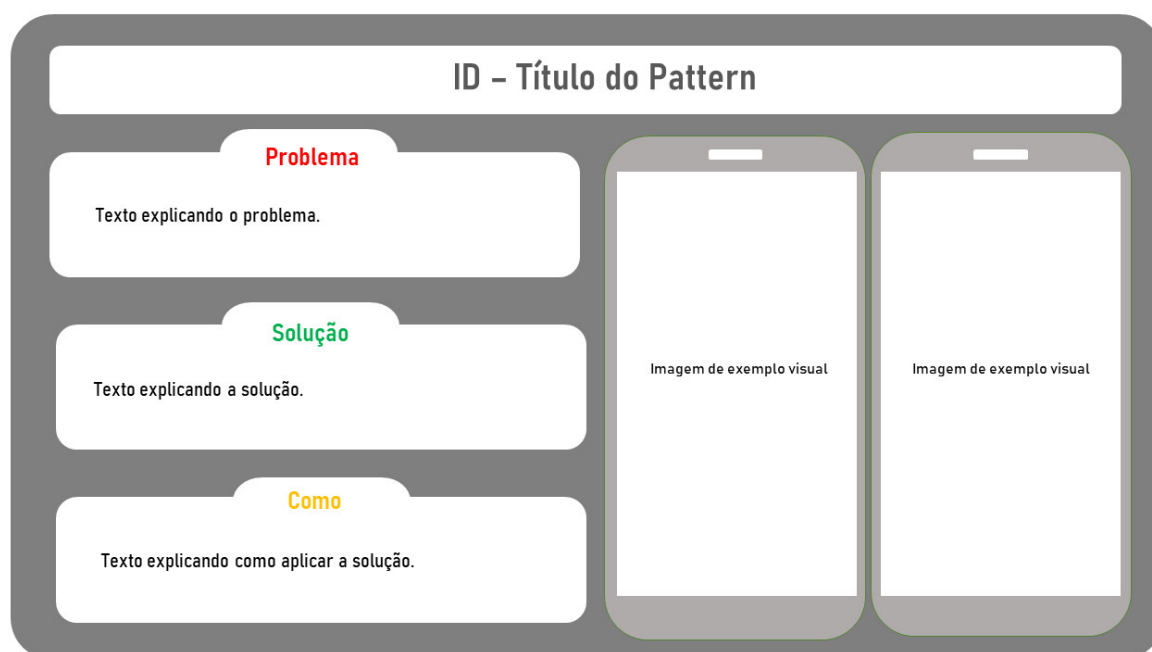 ID – Título do Pattern
Problema
Texto explicando o problema.
Solução
Texto explicando a solução.
Como
Texto explicando como aplicar a solução.
Imagem de exemplo visual
Imagem de exemplo visual